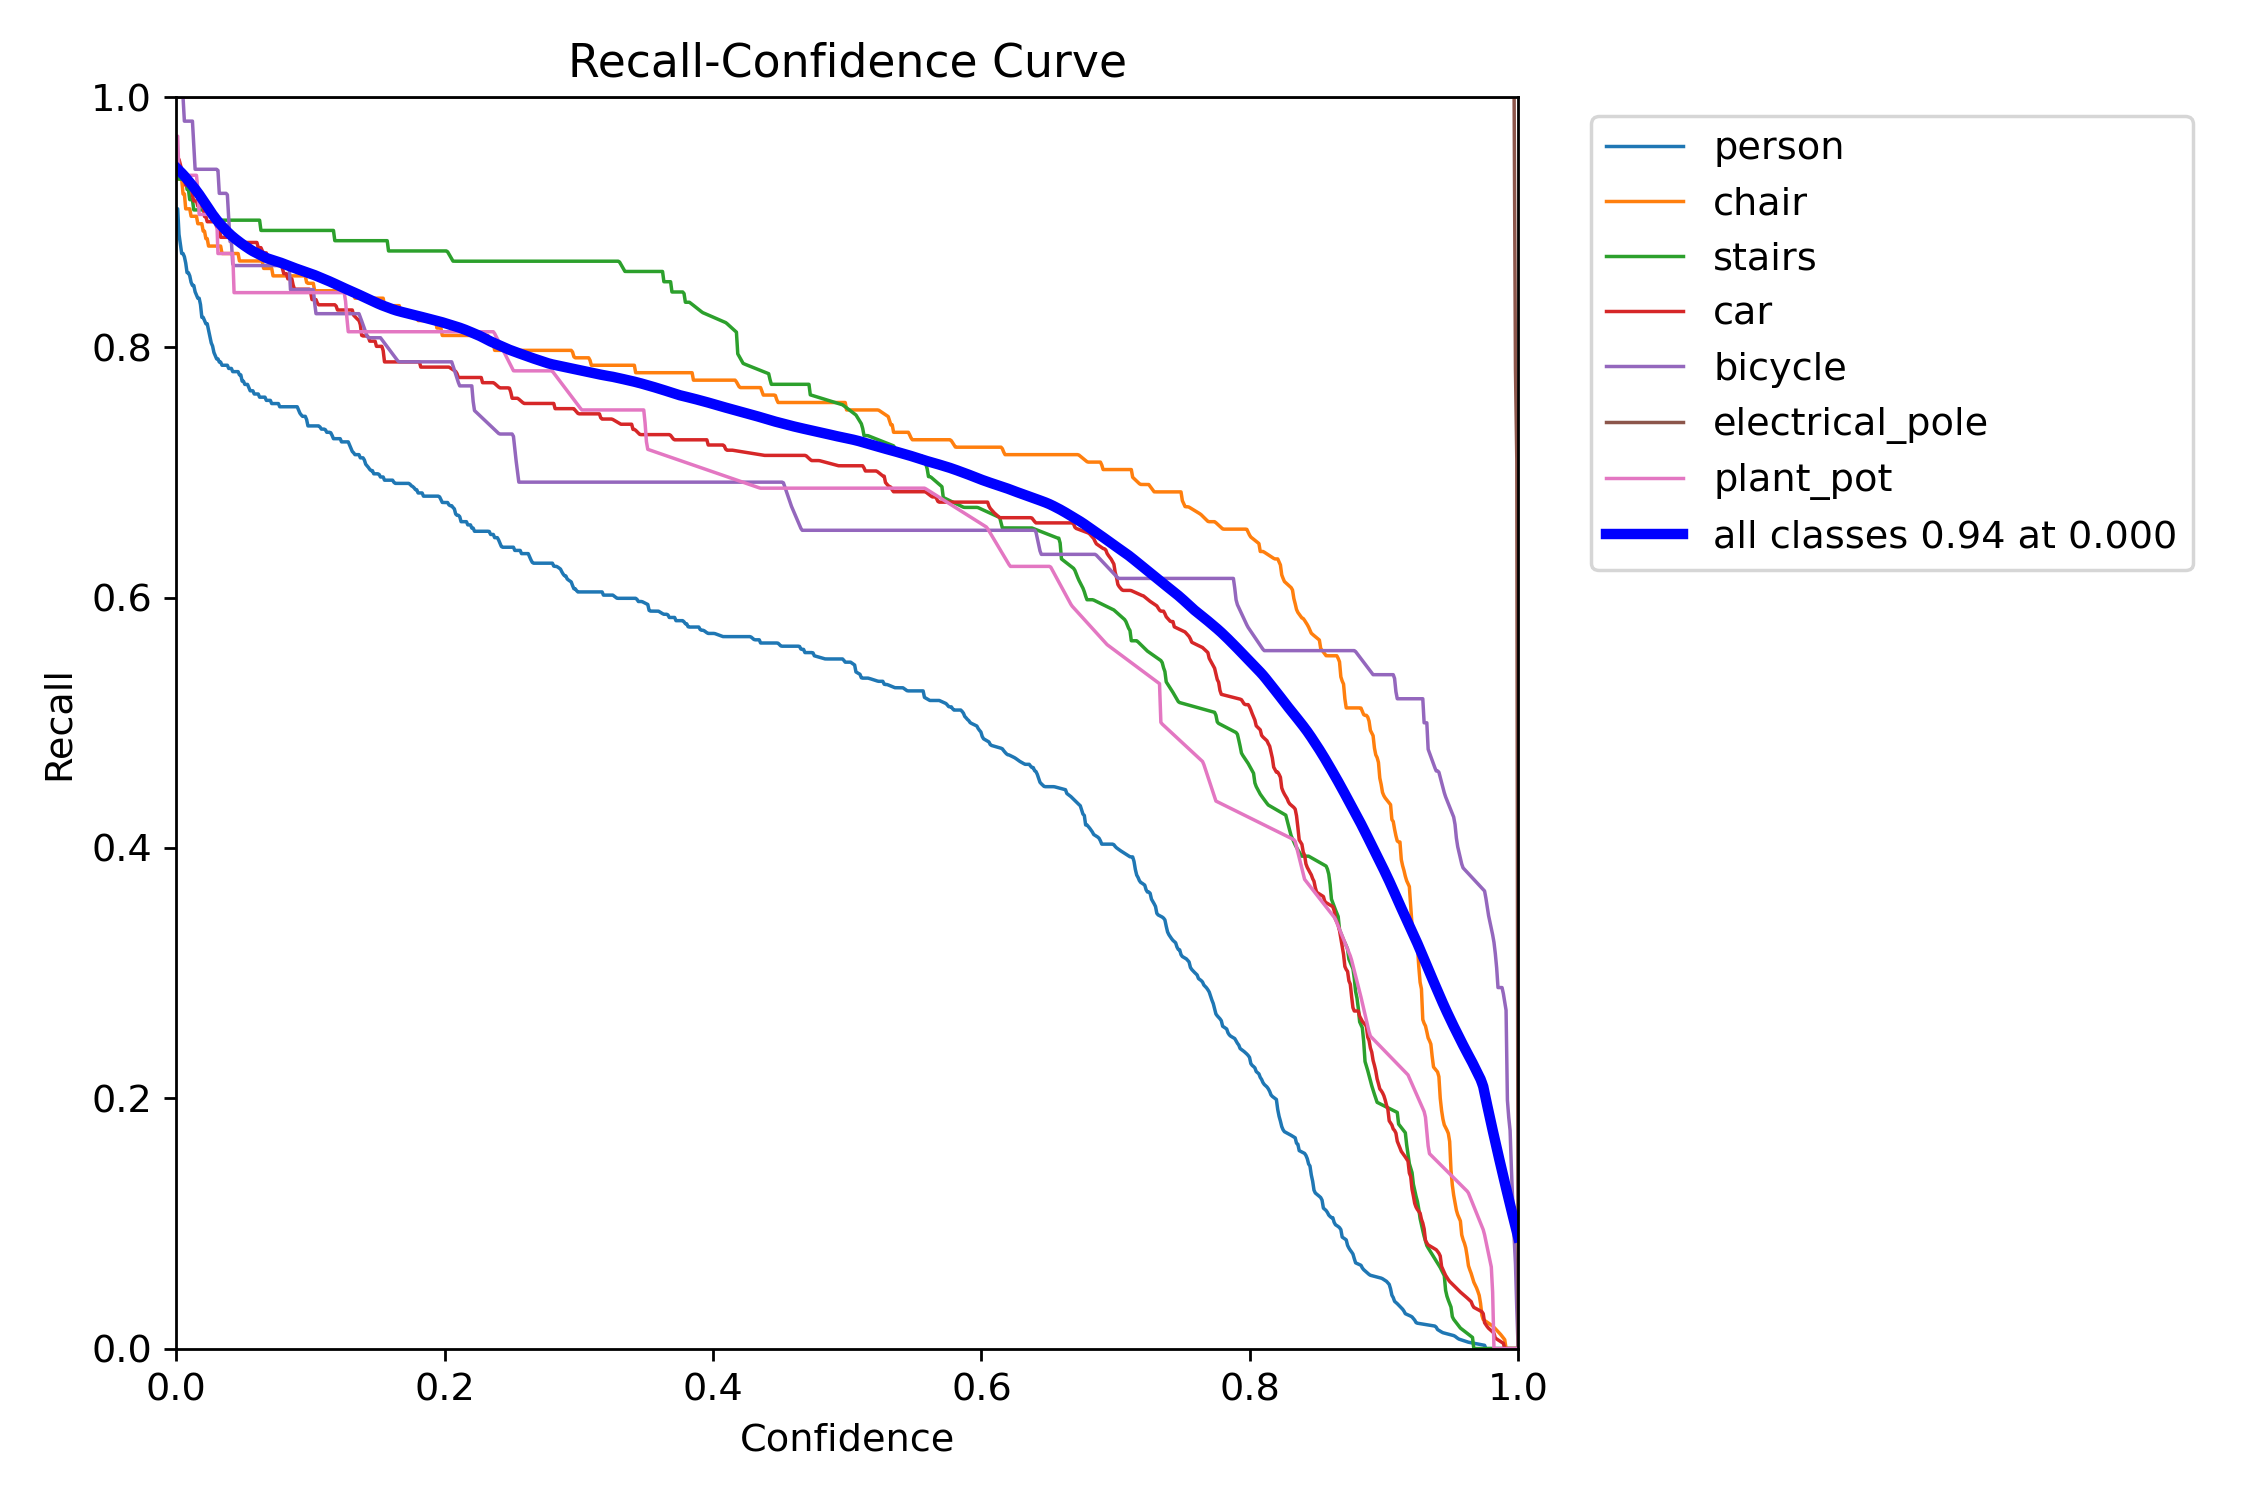 Recall-Confidence Curve
1.0
0.8
0.6
0.4
0.2
0.0
Recall
0.0 0.2 0.4 0.6 0.8 1.0
Confidence
person
chair
stairs
car
bicycle
electrical_pole
plant_pot
all classes 0.94 at 0.000